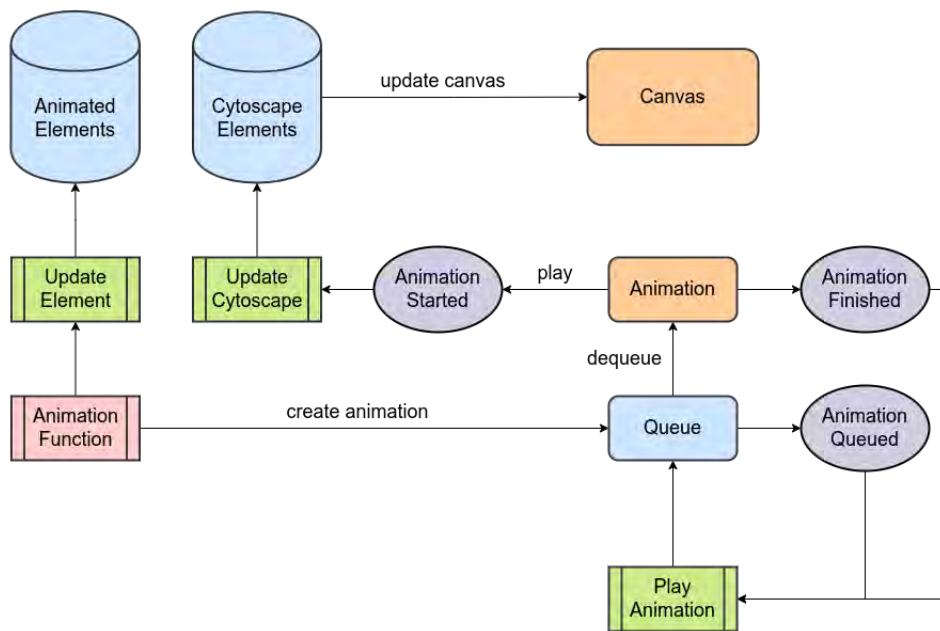 Animated
Elements
Cytoscape
Elements
update canvas
Canvas
Update
Element
Update
Cytoscape
Animation
Started
play
Animation
Animation
Finished
dequeue
Animation
Function
create animation
Queue
Animation
Queued
Play
Animation